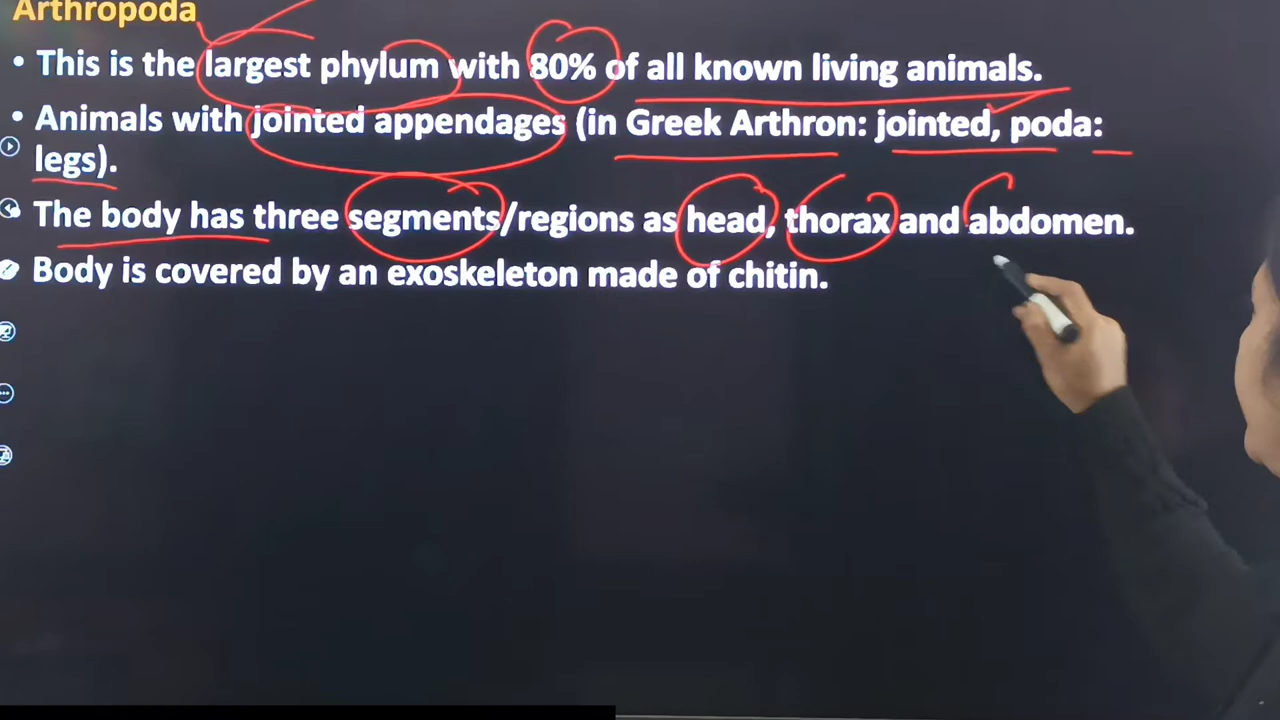 Arthropoda
• This is the largest phylum with 80% of all known living animals.
• Animals with jointed appendages (in Greek Arthron: jointed, poda:
legs).
The body has three segments/regions as head, thorax and abdomen.
Body is covered by an exoskeleton made of chitin.